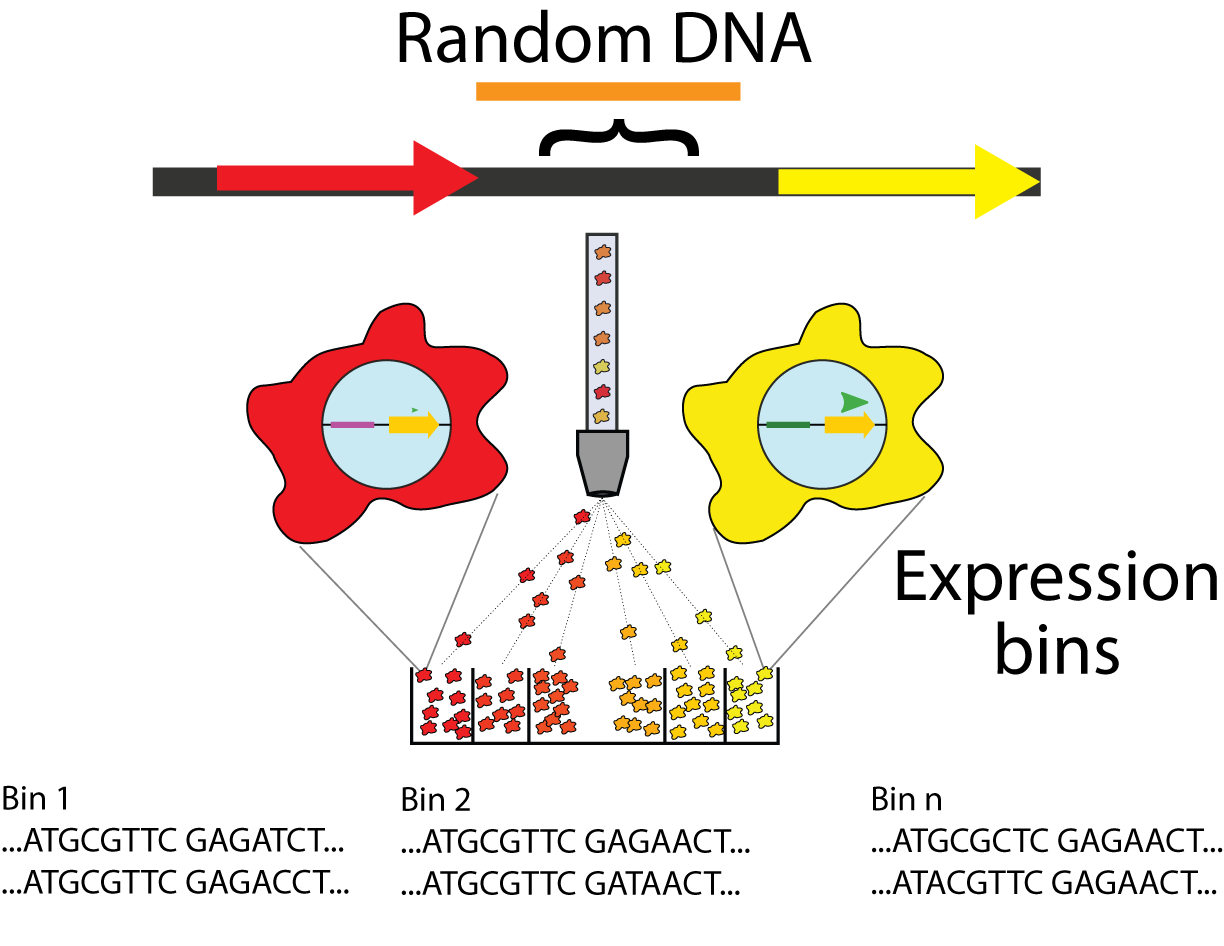 Random DNA
Expression
bins
Bin 1
...ATGCGTTC GAGATCT...
...ATGCGTTC GAGACCT...
Bin 2
...ATGCGTTC GAGAACT...
...ATGCGTTC GATAACT...
Bin n
...ATGCGCTC GAGAACT...
...ATACGTTC GAGAACT...